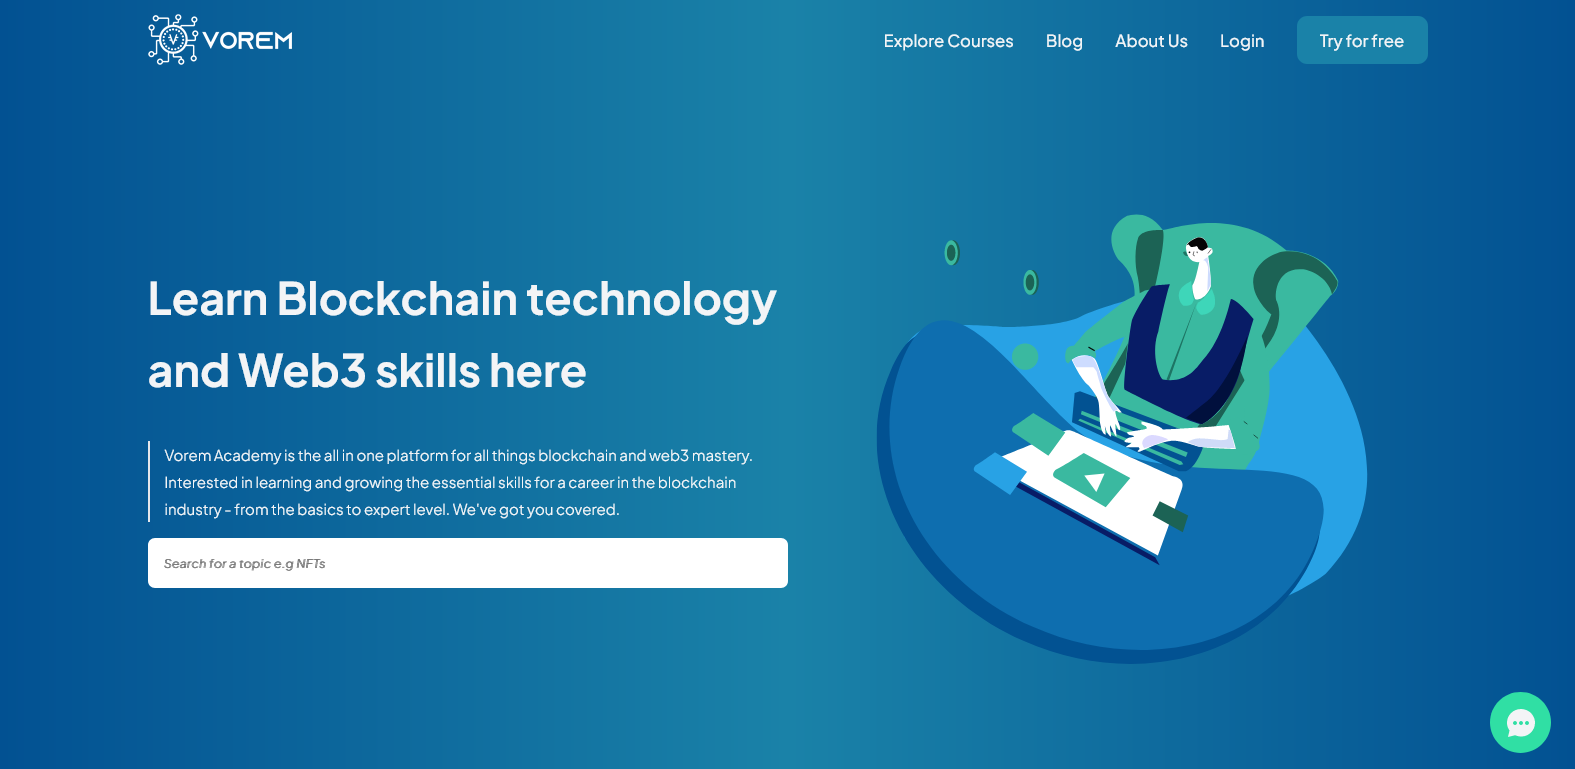 VOREM
Explore Courses
Blog
About Us
Login
Try for free
Learn Blockchain technology
and Web3 skills here
Vorem Academy is the all in one platform for all things blockchain and web3 mastery.
Interested in learning and growing the essential skills for a career in the blockchain
industry - from the basics to expert level. We've got you covered.
Search for a topic e.g NFTs